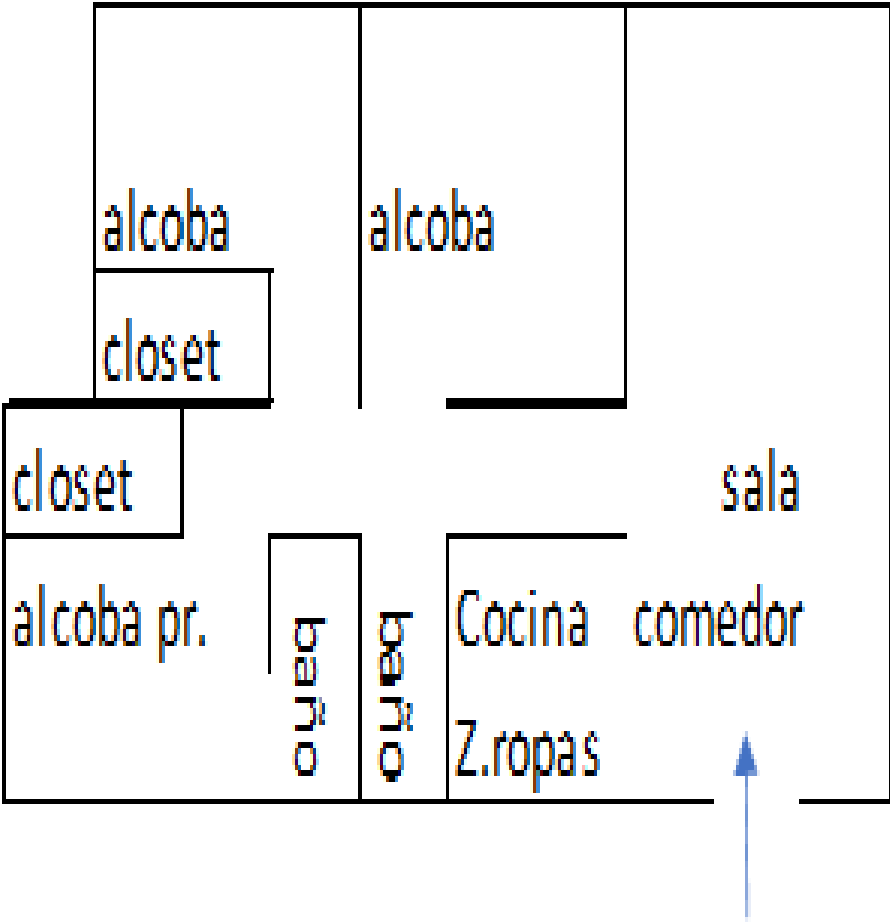 alcoba
alcoba
closet
closet
sala
alcoba pr.
baño
baño
Cocina
comedor
Z.ropas